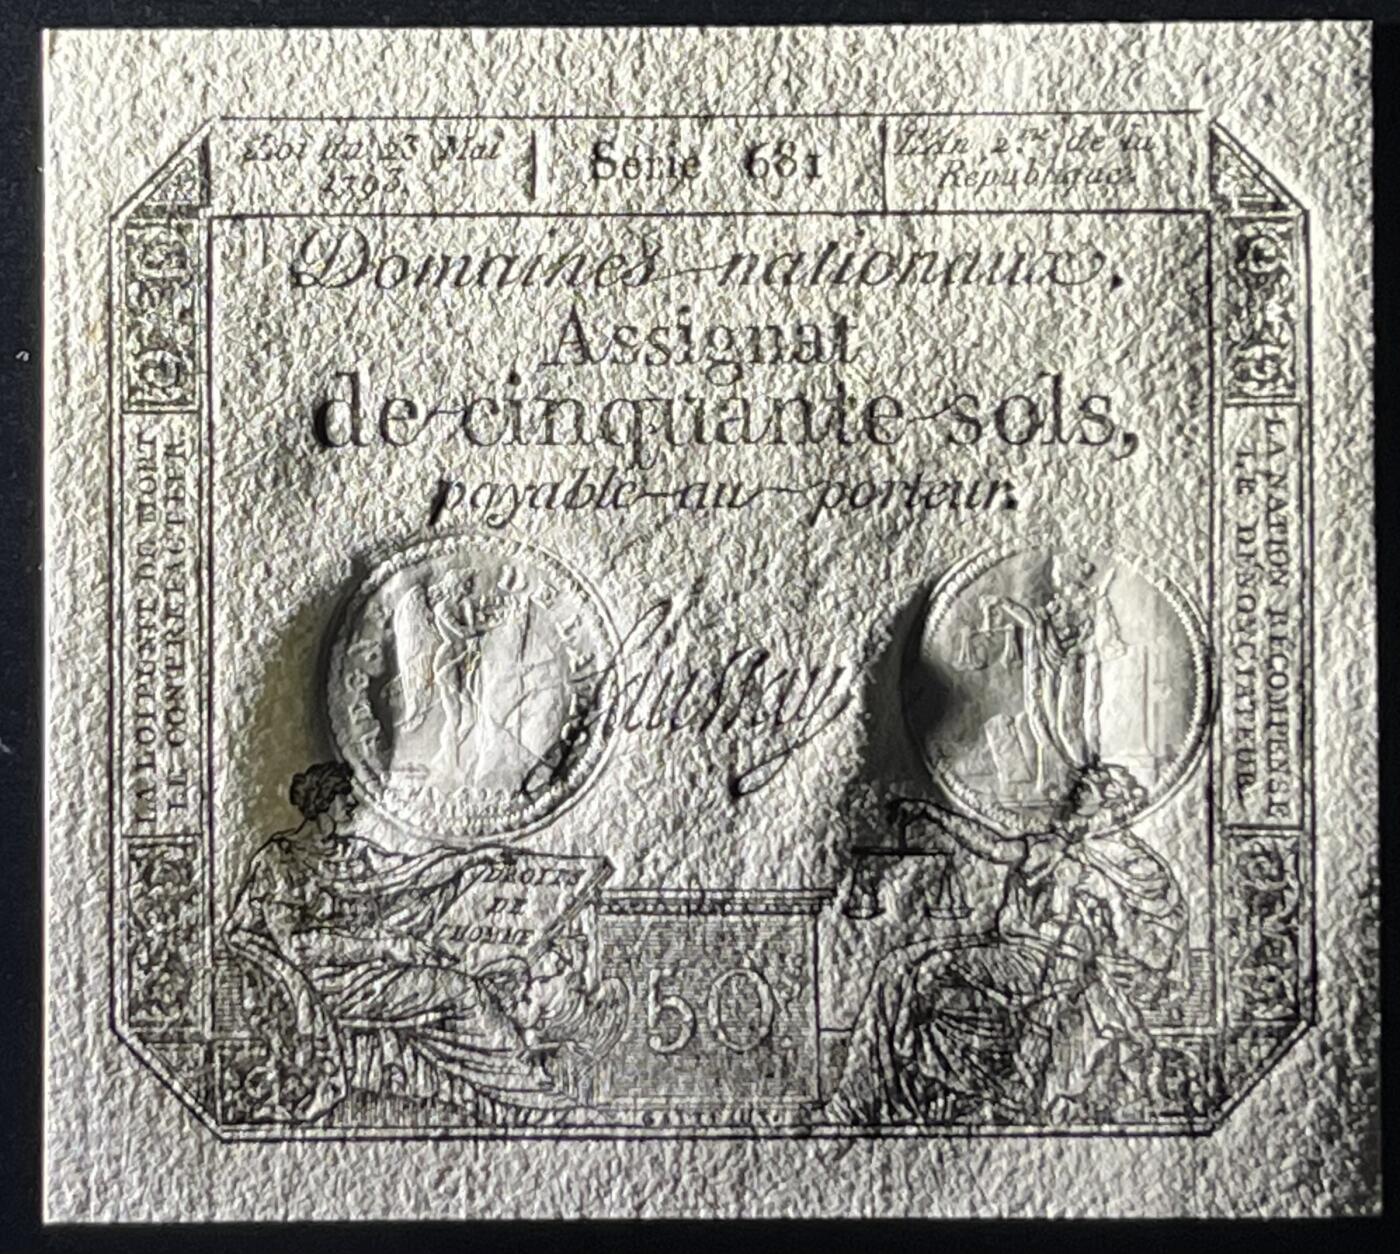 Loi du 23 Mai
1793.
Série 681
L'An 2.me de la
République.
Domaines nationaux.
Assignat
de cinquante sols,
payable au porteur.
LA LOI PUNIT DE MORT
LE CONTREFACTEUR
LA NATION RÉCOMPENSE
LE DÉNONCIATEUR
Saussay
DROITS
DE
L'HOMME
50.s